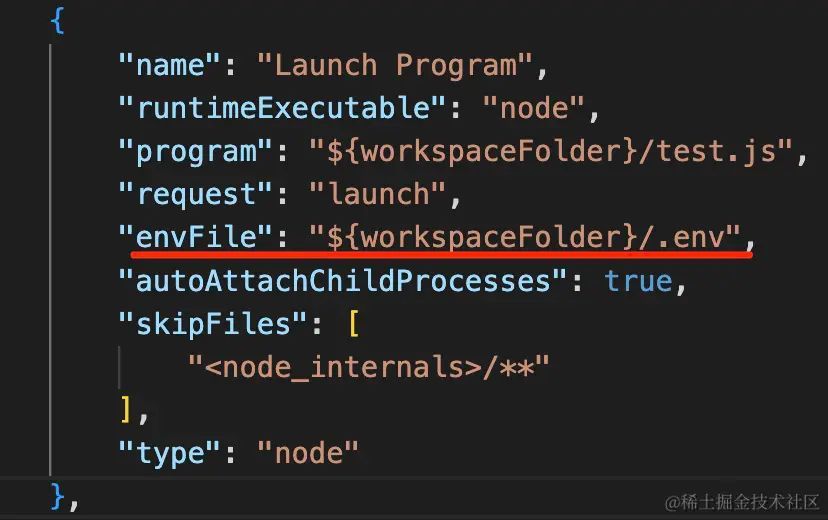 {
"name": "Launch Program",
"runtimeExecutable": "node",
"program": "${workspaceFolder}/test.js",
"request": "launch",
"envFile": "${workspaceFolder}/.env",
"autoAttachChildProcesses": true,
"skipFiles": [
"<node_internals>/**"
],
"type": "node"
},
@稀土掘金技术社区